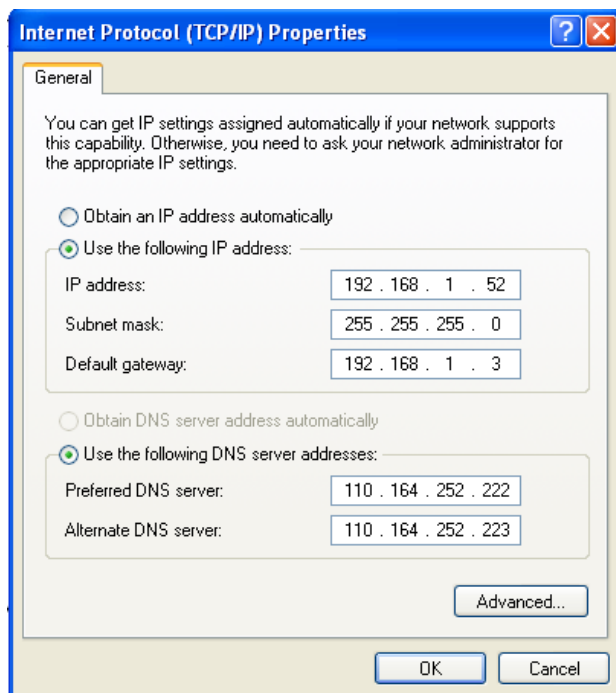 Internet Protocol (TCP/IP) Properties
General
You can get IP settings assigned automatically if your network supports
this capability. Otherwise, you need to ask your network administrator for
the appropriate IP settings.
Obtain an IP address automatically
Use the following IP address:
IP address: 192 . 168 . 1 . 52
Subnet mask: 255 . 255 . 255 . 0
Default gateway: 192 . 168 . 1 . 3
Obtain DNS server address automatically
Use the following DNS server addresses:
Preferred DNS server: 110 . 164 . 252 . 222
Alternate DNS server: 110 . 164 . 252 . 223
Advanced...
OK Cancel